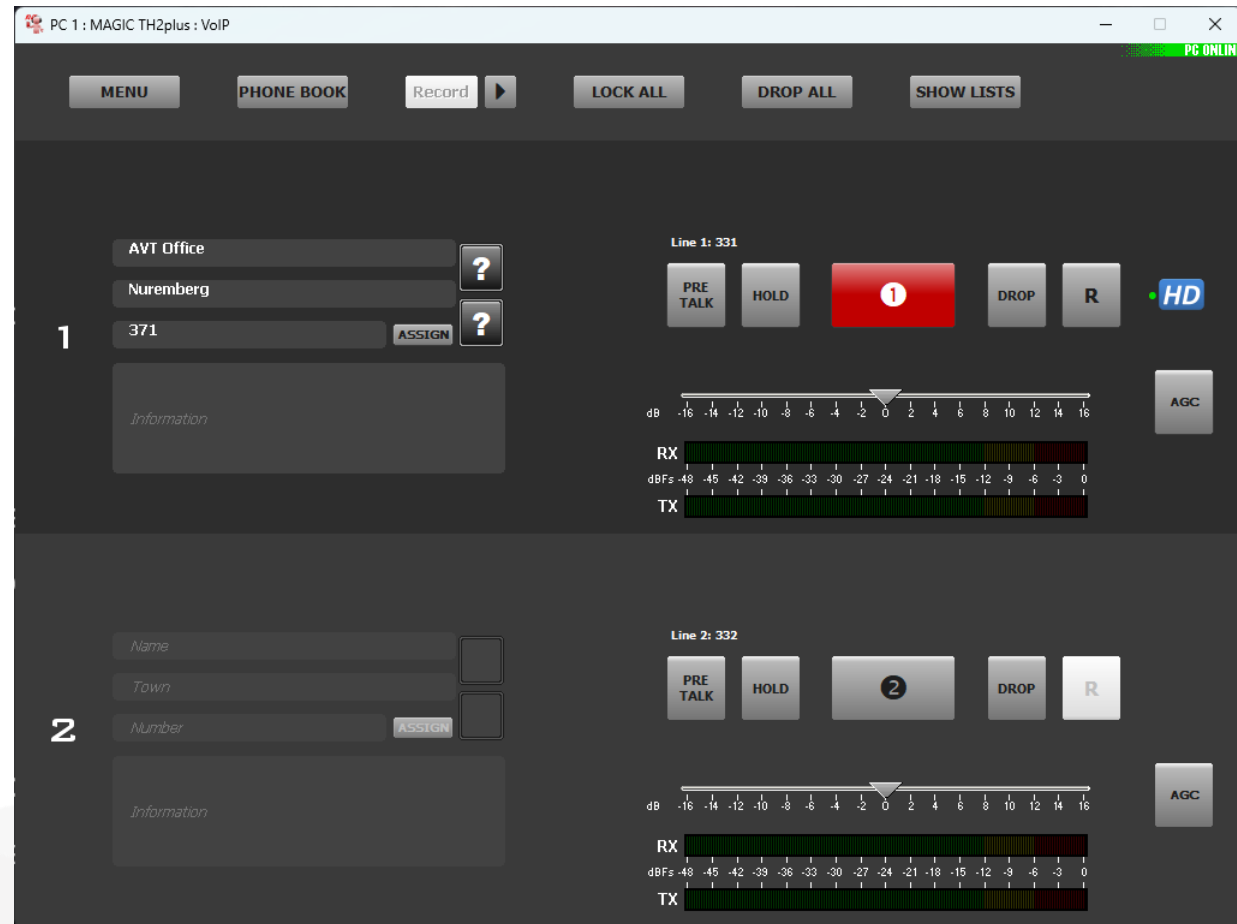 PC 1 : MAGIC TH2plus : VoIP
PC ONLIN
MENU PHONE BOOK Record LOCK ALL DROP ALL SHOW LISTS
1
AVT Office
?
Nuremberg
371 ASSIGN
?
Information
Line 1: 331
PRE TALK HOLD 1 DROP R HD
dB -16 -14 -12 -10 -8 -6 -4 -2 0 2 4 6 8 10 12 14 16
AGC
RX
dBFs -48 -45 -42 -39 -36 -33 -30 -27 -24 -21 -18 -15 -12 -9 -6 -3 0
TX
2
Name
Town
Number ASSIGN
Information
Line 2: 332
PRE TALK HOLD 2 DROP R
dB -16 -14 -12 -10 -8 -6 -4 -2 0 2 4 6 8 10 12 14 16
AGC
RX
dBFs -48 -45 -42 -39 -36 -33 -30 -27 -24 -21 -18 -15 -12 -9 -6 -3 0
TX